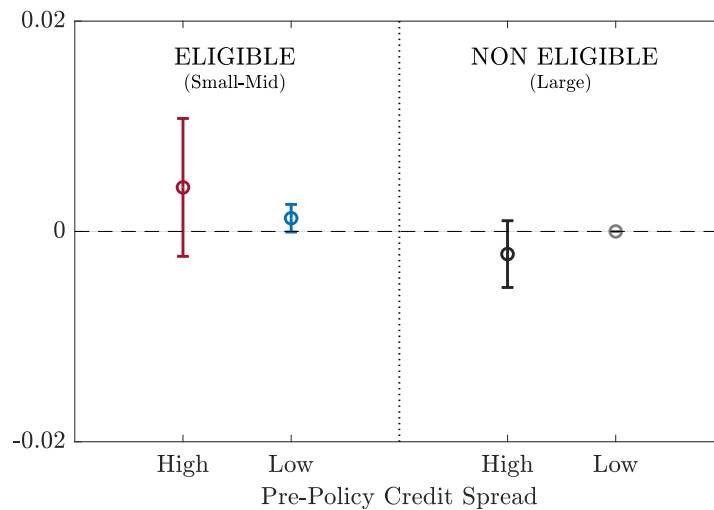 0.02
ELIGIBLE
(Small-Mid)
NON ELIGIBLE
(Large)
0
-0.02
High
Low
High
Low
Pre-Policy Credit Spread